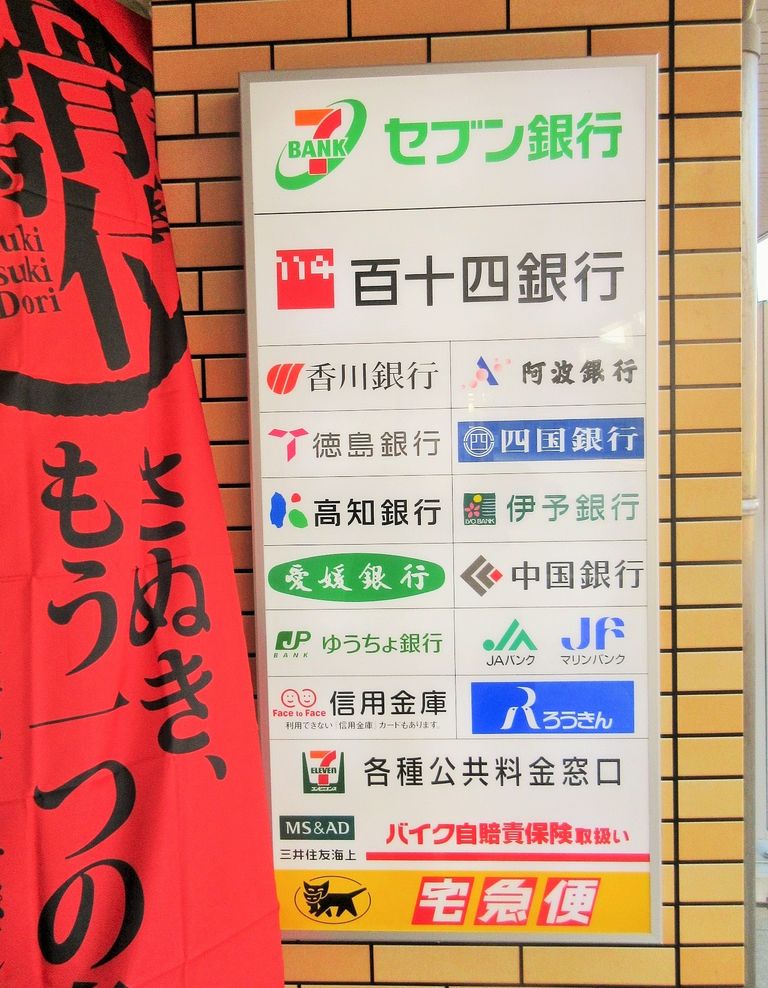 uki
suki
Dori
さぬき、
もう一つの
7
BANK
セブン銀行
114
百十四銀行
香川銀行
阿波銀行
徳島銀行
四
四国銀行
高知銀行
IYO BANK
伊予銀行
愛媛銀行
中国銀行
JP
BANK
ゆうちょ銀行
JA
JAバンク
JF
マリンバンク
Face to Face
信用金庫
利用できない「信用金庫」カードもあります。
R
ろうきん
7
ELEVEN
各種公共料金窓口
MS&AD
三井住友海上
バイク自賠責保険取扱い
宅急便